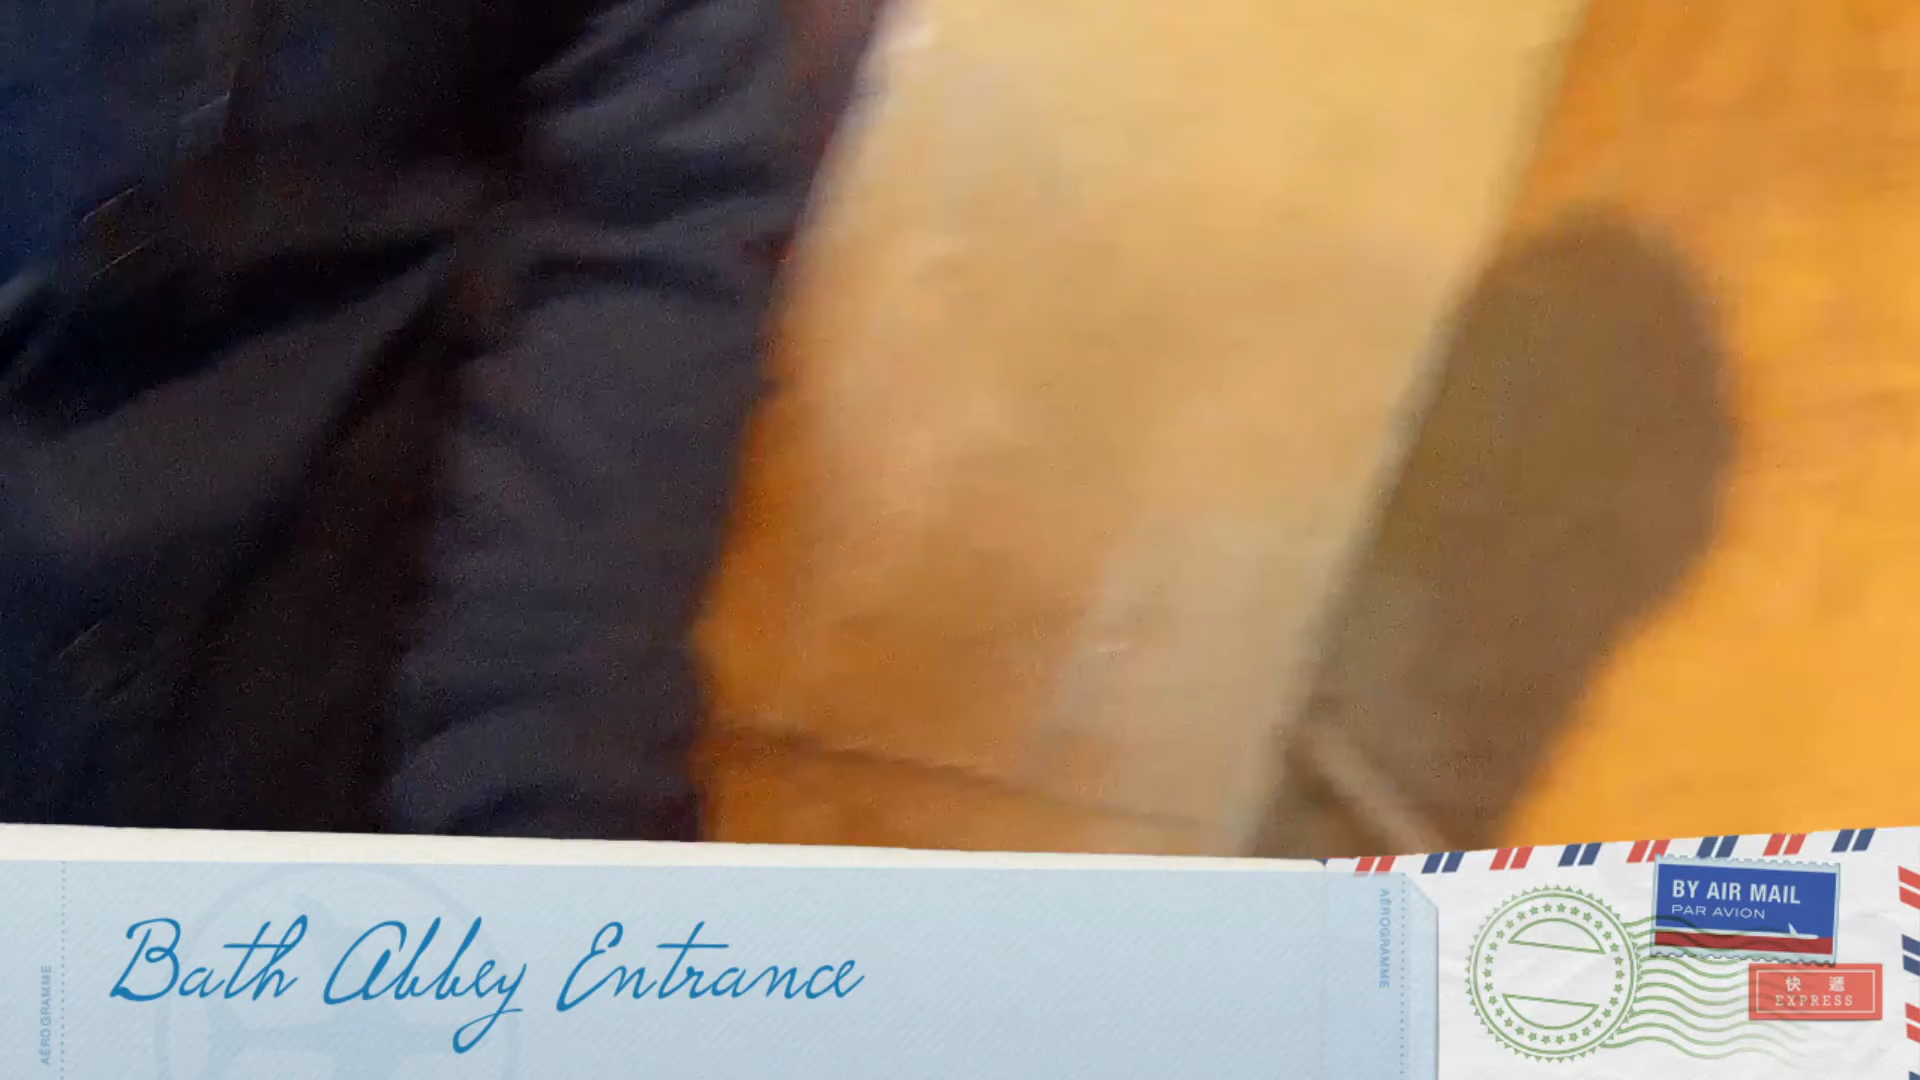 Bath Abbey Entrance
AÉROGRAMME
AÉROGRAMME
BY AIR MAIL
PAR AVION
快遞
EXPRESS